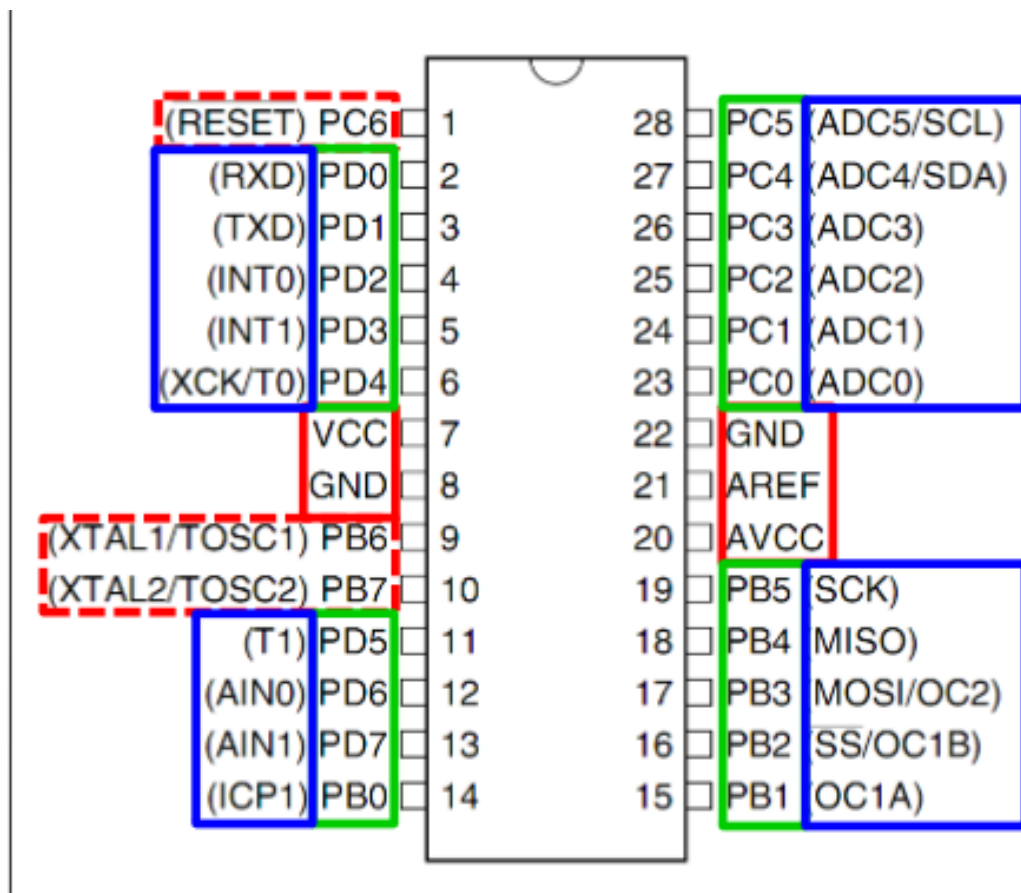 (RESET) PC6 1 28 PC5 (ADC5/SCL)
(RXD) PD0 2 27 PC4 (ADC4/SDA)
(TXD) PD1 3 26 PC3 (ADC3)
(INT0) PD2 4 25 PC2 (ADC2)
(INT1) PD3 5 24 PC1 (ADC1)
(XCK/T0) PD4 6 23 PC0 (ADC0)
VCC 7 22 GND
GND 8 21 AREF
(XTAL1/TOSC1) PB6 9 20 AVCC
(XTAL2/TOSC2) PB7 10 19 PB5 (SCK)
(T1) PD5 11 18 PB4 (MISO)
(AIN0) PD6 12 17 PB3 (MOSI/OC2)
(AIN1) PD7 13 16 PB2 (SS/OC1B)
(ICP1) PB0 14 15 PB1 (OC1A)